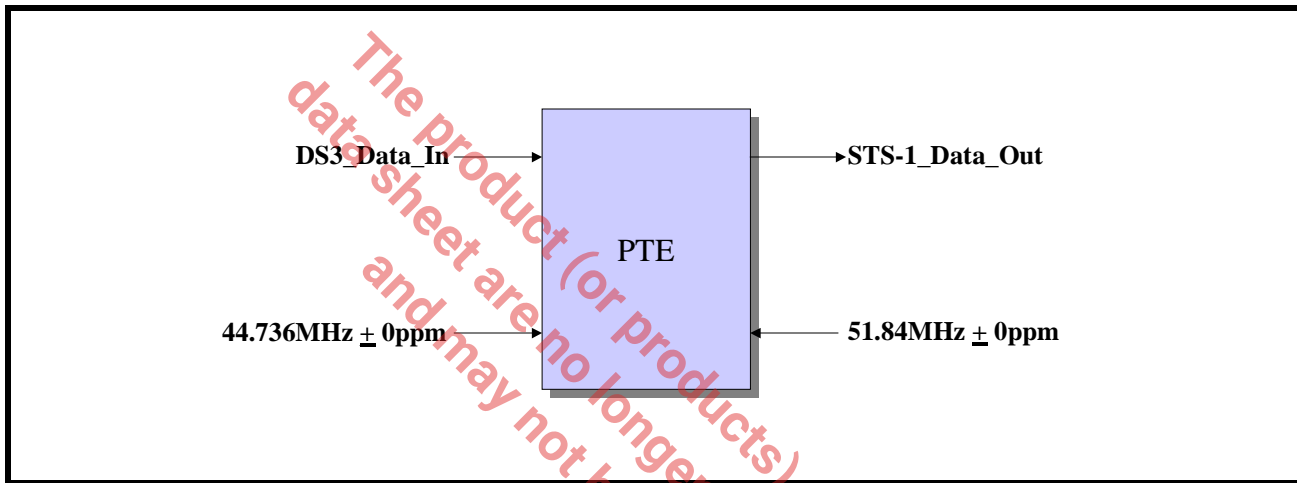 DS3_Data_In
STS-1_Data_Out
PTE
44.736MHz ± 0ppm
51.84MHz ± 0ppm
The product (or products)
data sheet are no longer
and may not